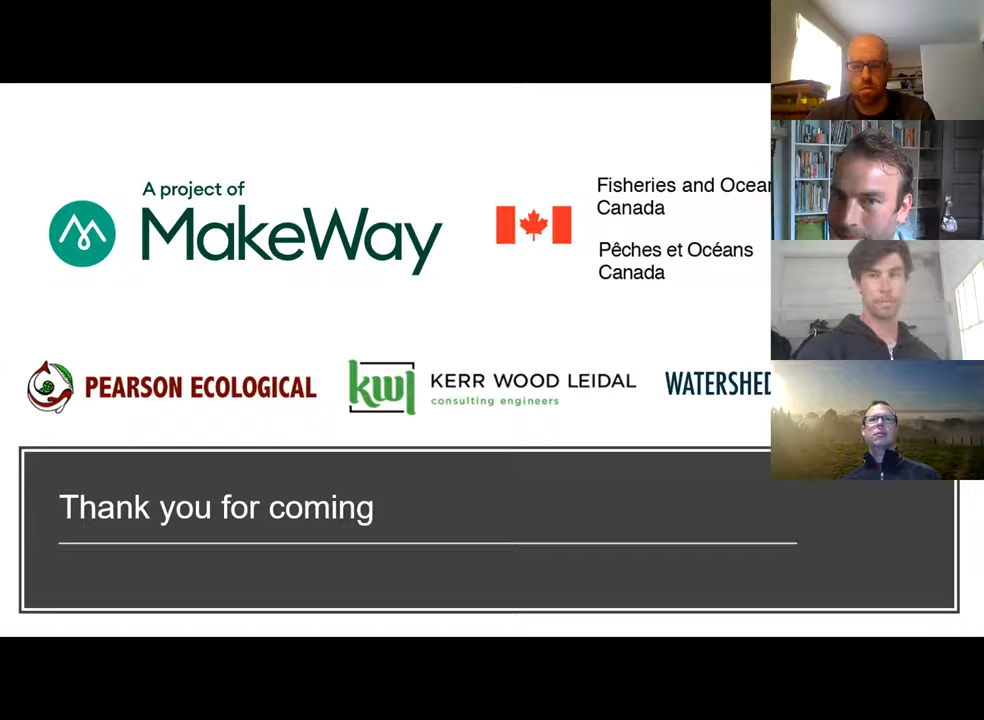 A project of
MakeWay
Fisheries and Ocean
Canada
Pêches et Océans
Canada
PEARSON ECOLOGICAL
kwl KERR WOOD LEIDAL
consulting engineers
WATERSHED
Thank you for coming